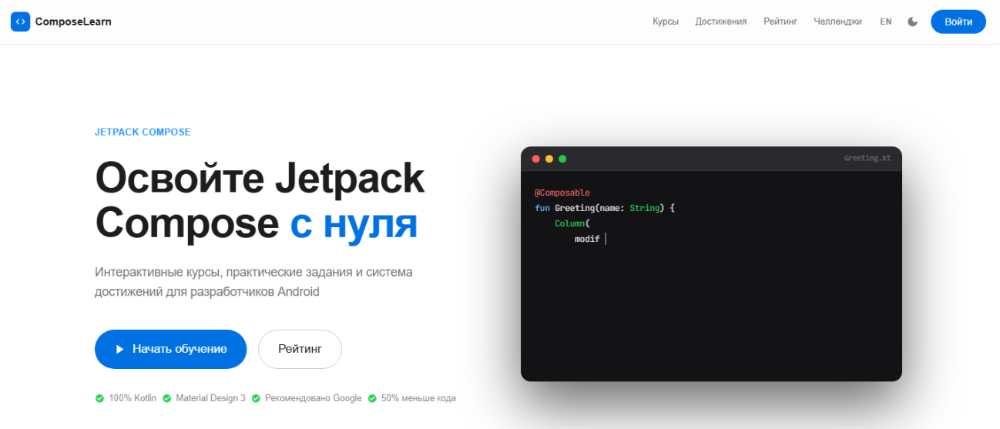 ComposeLearn
Курсы Достижения Рейтинг Челленджи EN Войти
JETPACK COMPOSE
Освойте Jetpack
Compose с нуля
Интерактивные курсы, практические задания и система
достижений для разработчиков Android
Начать обучение Рейтинг
100% Kotlin Material Design 3 Рекомендовано Google 50% меньше кода
Greeting.kt
@Composable
fun Greeting(name: String) {
    Column(
        modif